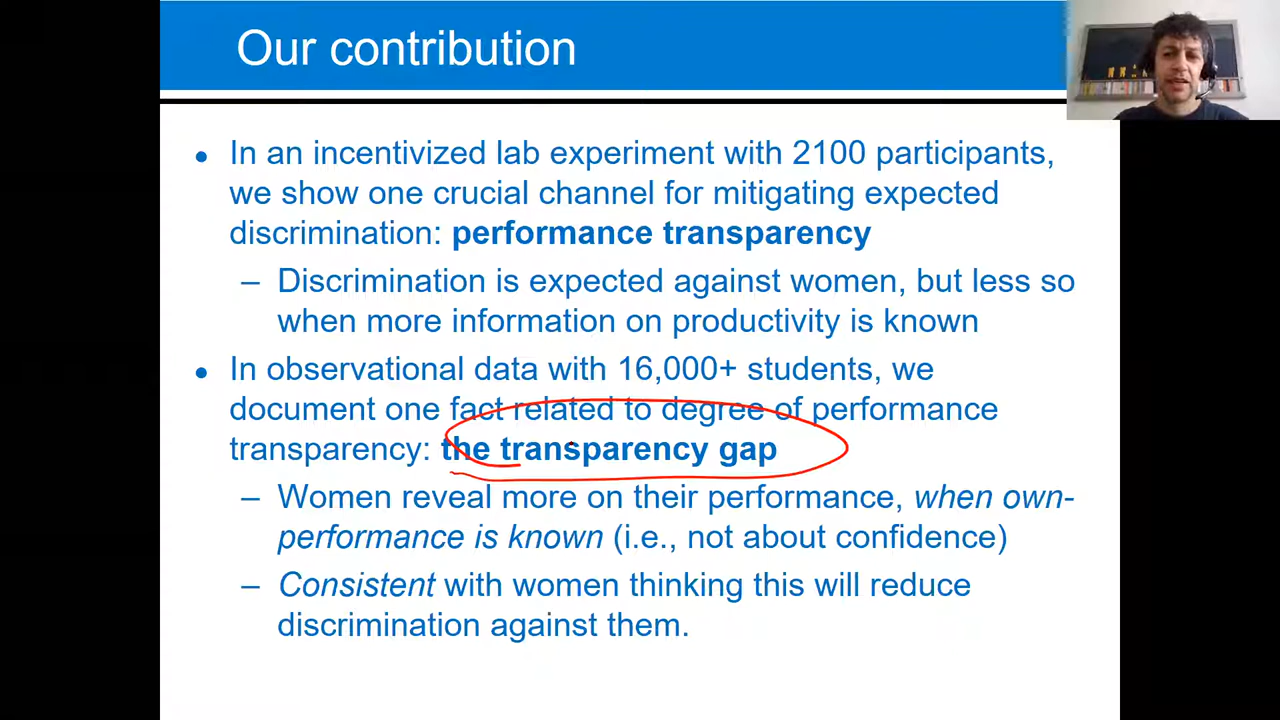 Our contribution
• In an incentivized lab experiment with 2100 participants,
we show one crucial channel for mitigating expected
discrimination: performance transparency
– Discrimination is expected against women, but less so
when more information on productivity is known
• In observational data with 16,000+ students, we
document one fact related to degree of performance
transparency: the transparency gap
– Women reveal more on their performance, when own-
performance is known (i.e., not about confidence)
– Consistent with women thinking this will reduce
discrimination against them.